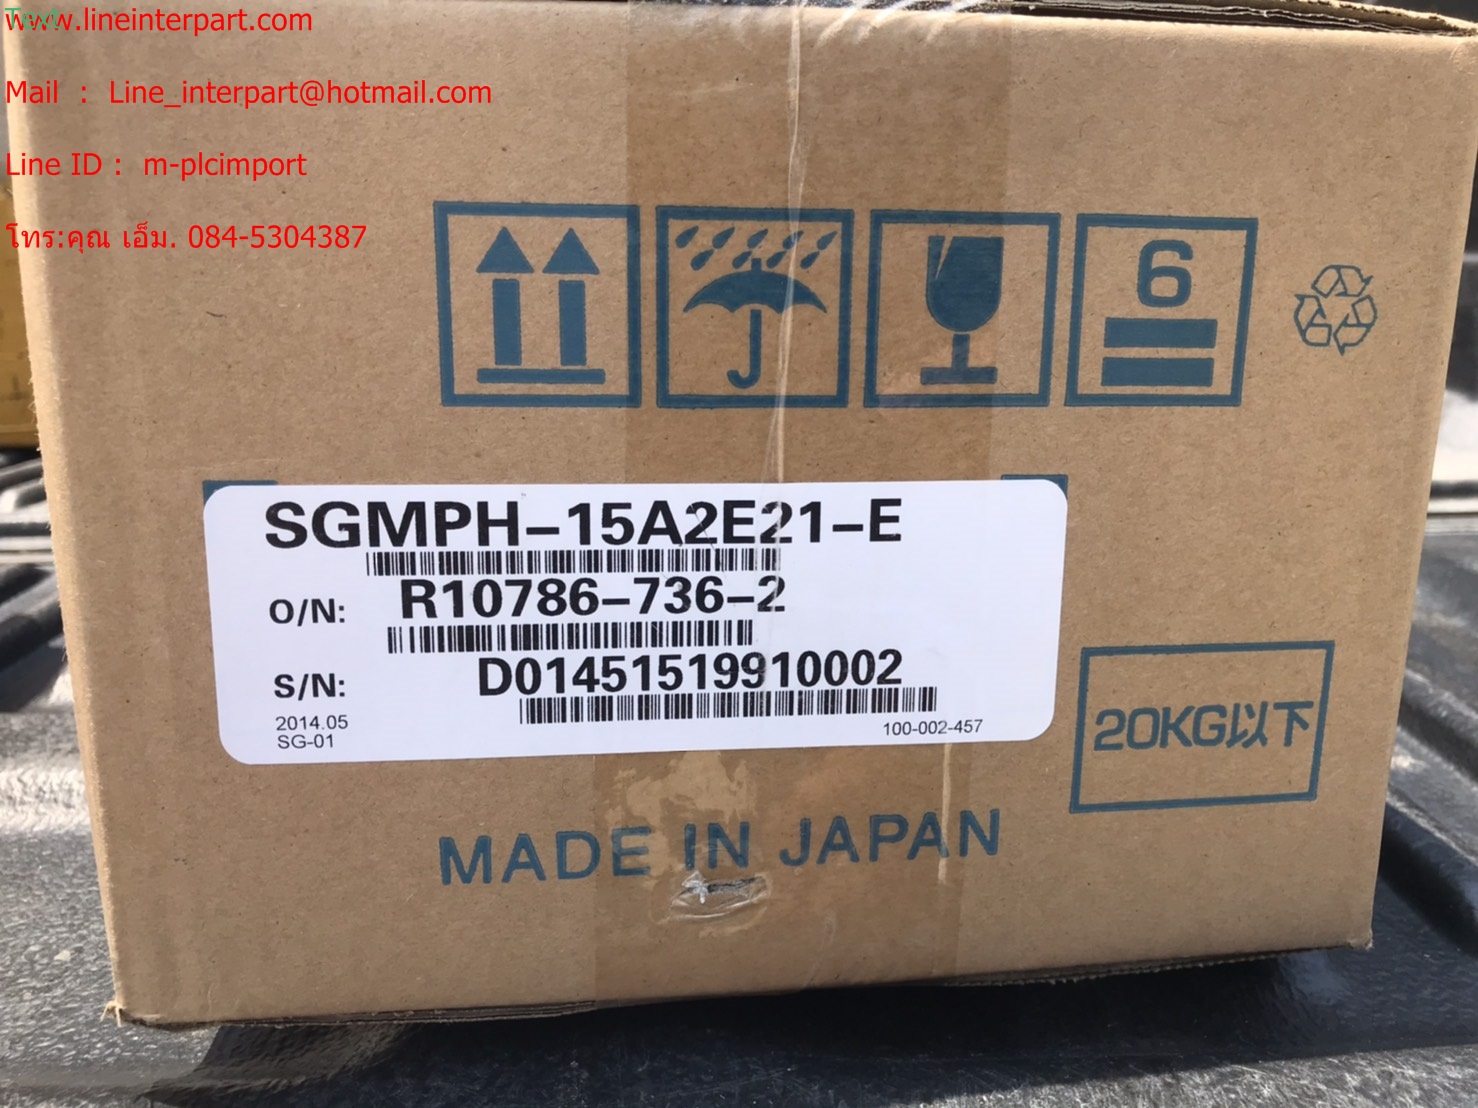 Text
www.lineinterpart.com
Mail : Line_interpart@hotmail.com
Line ID : m-plcimport
โทร:คุณ เอ็ม. 084-5304387
6
SGMPH-15A2E21-E
O/N: R10786-736-2
S/N: D01451519910002
2014.05
SG-01
100-002-457
20KG以下
MADE IN JAPAN